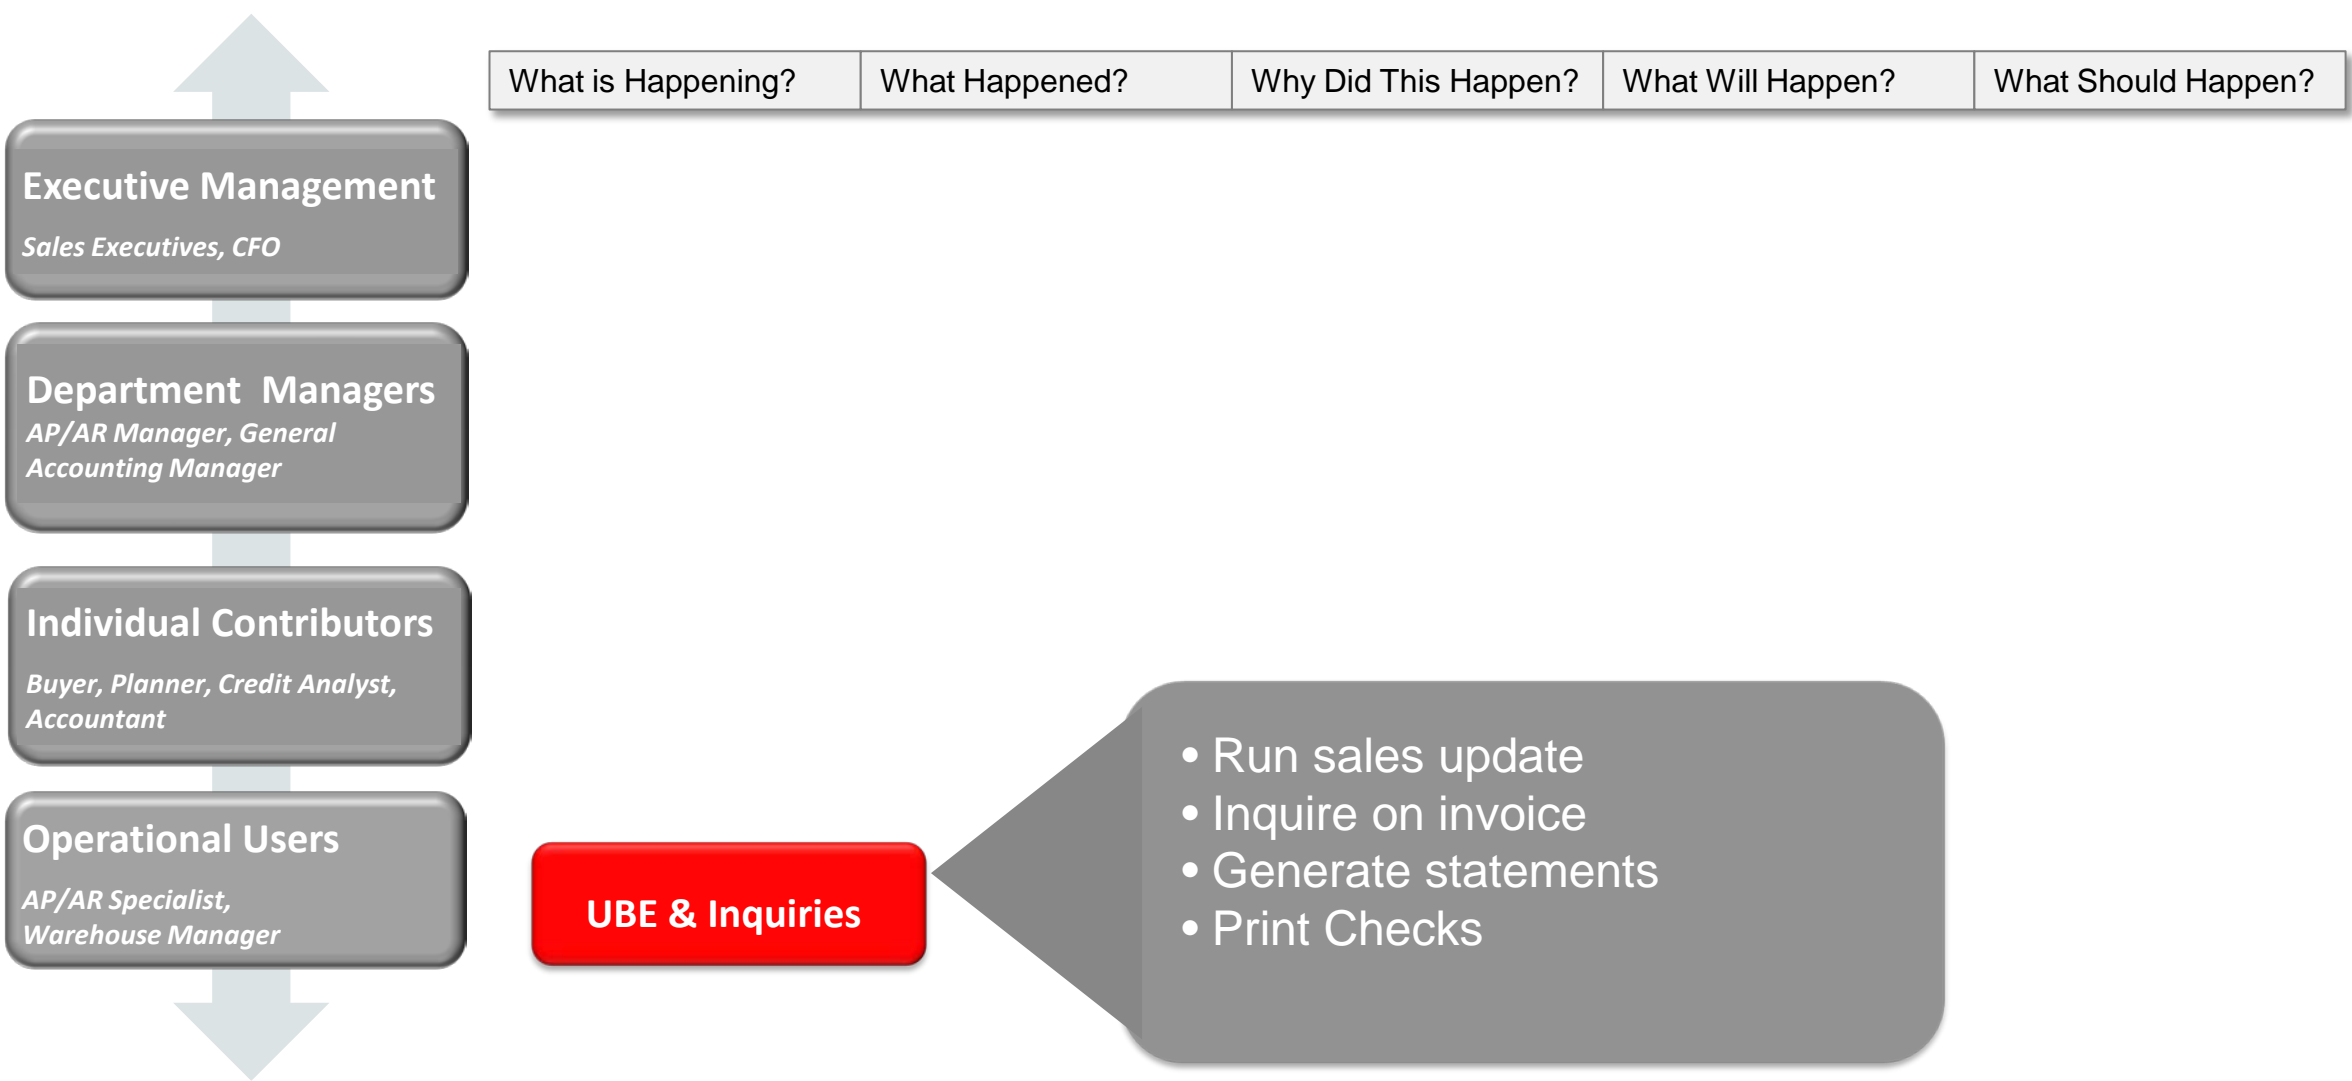 What is Happening? What Happened? Why Did This Happen? What Will Happen? What Should Happen?
Executive Management
Sales Executives, CFO
Department Managers
AP/AR Manager, General
Accounting Manager
Individual Contributors
Buyer, Planner, Credit Analyst,
Accountant
Operational Users
AP/AR Specialist,
Warehouse Manager
UBE & Inquiries
• Run sales update
• Inquire on invoice
• Generate statements
• Print Checks